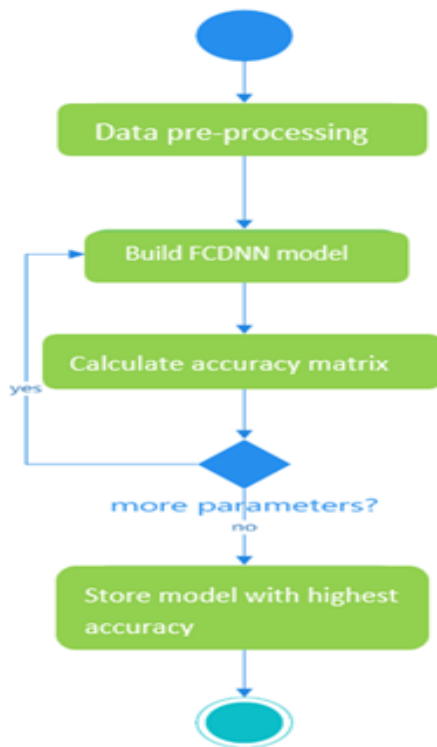 Data pre-processing
Build FCDNN model
Calculate accuracy matrix
yes
more parameters?
no
Store model with highest
accuracy